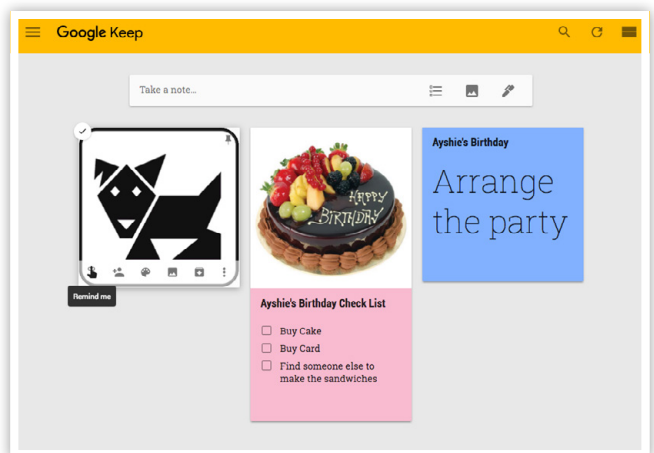 Google Keep
Take a note...
HAPPY
BIRTHDAY
Remind me
Ayshie's Birthday Check List
Buy Cake
Buy Card
Find someone else to
make the sandwiches
Ayshie's Birthday
Arrange
the party